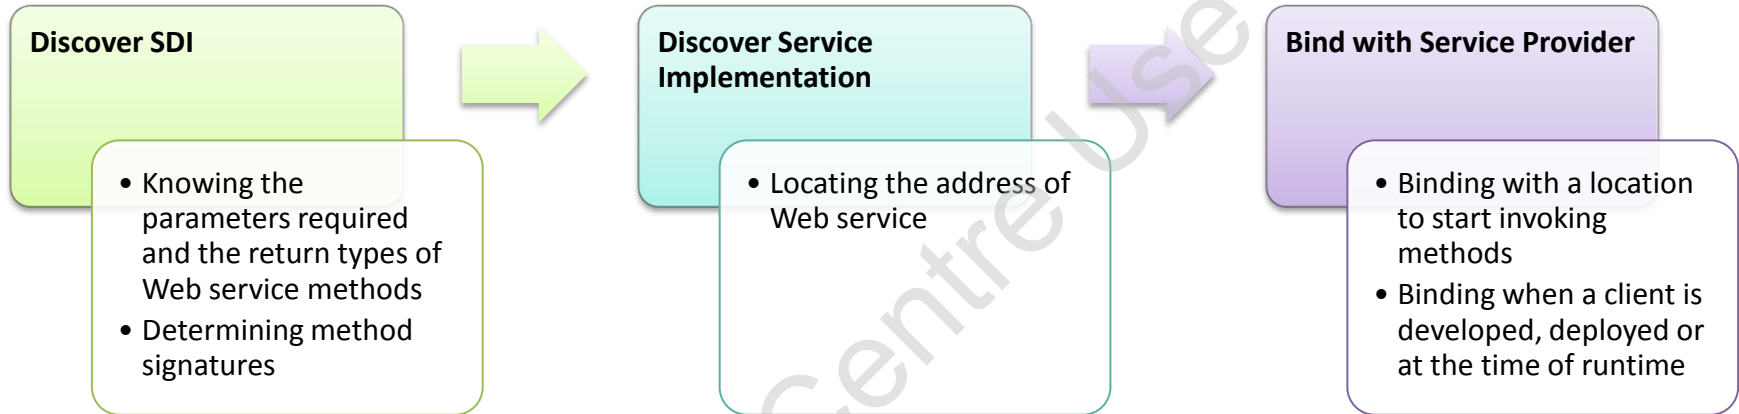 Discover SDI
• Knowing the
parameters required
and the return types of
Web service methods
• Determining method
signatures
Discover Service
Implementation
• Locating the address of
Web service
Bind with Service Provider
• Binding with a location
to start invoking
methods
• Binding when a client is
developed, deployed or
at the time of runtime
Centre Use